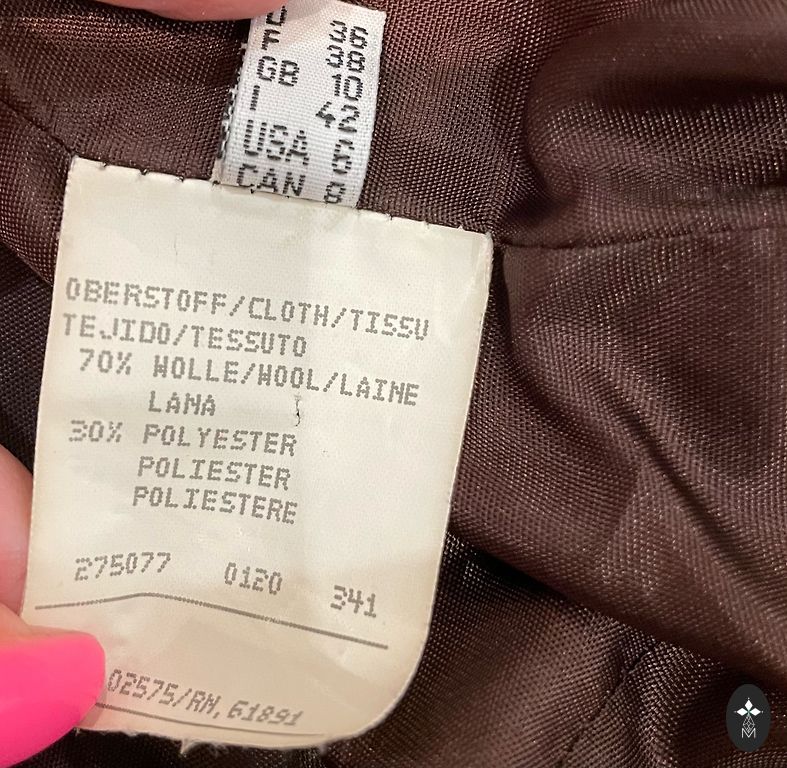 D 36
F 38
GB 10
I 42
USA 6
CAN 8
OBERSTOFF/CLOTH/TISSU
TEJIDO/TESSUTO
70% WOLLE/WOOL/LAINE
LANA
30% POLYESTER
POLIESTER
POLIESTERE
275077 0120 341
02575/RN, 61891
M